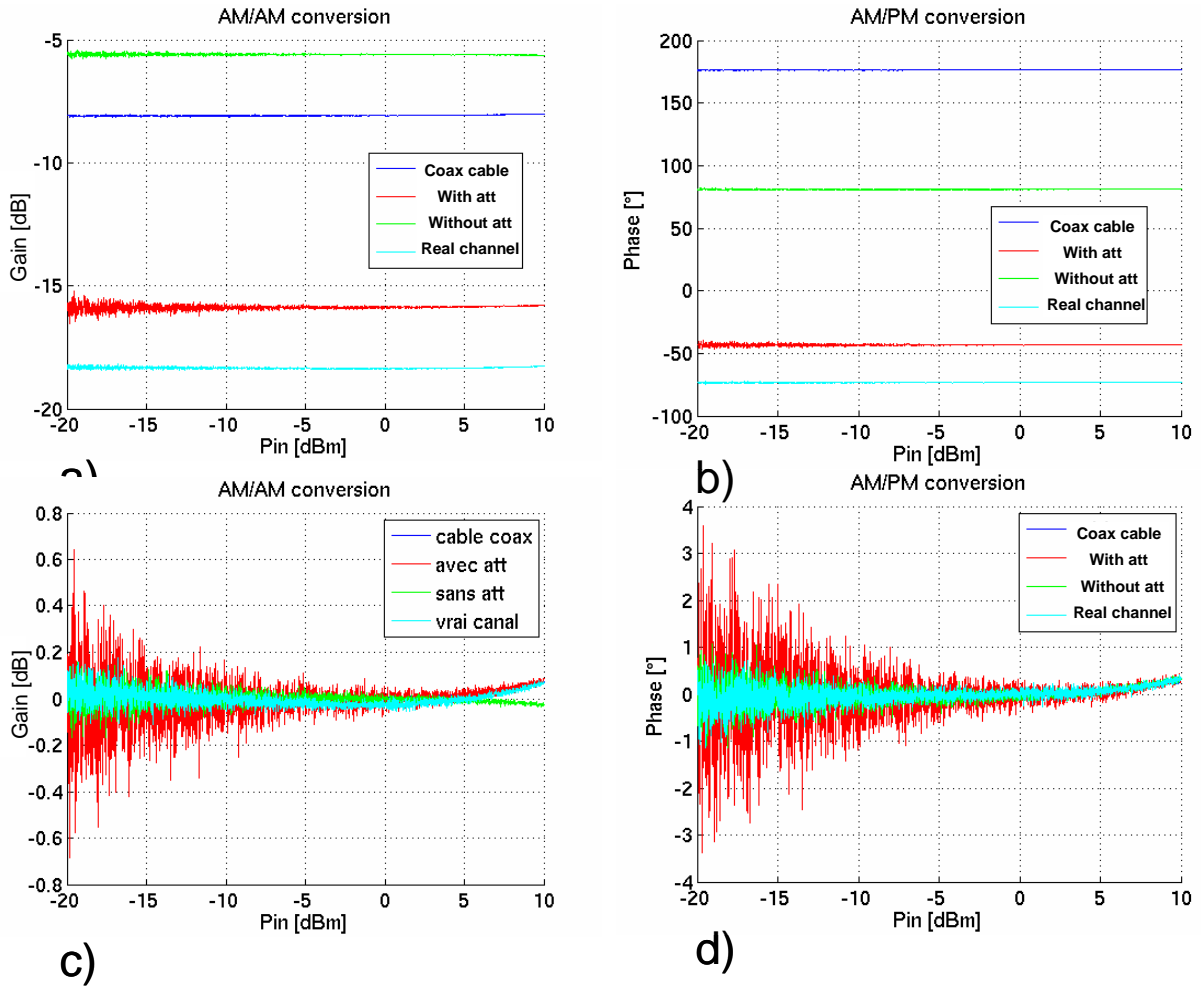 AM/AM conversion
-5
-10
-15
-20
Gain [dB]
-20 -15 -10 -5 0 5 10
Pin [dBm]
Coax cable
With att
Without att
Real channel
a)
AM/PM conversion
200
150
100
50
0
-50
-100
Phase [°]
-20 -15 -10 -5 0 5 10
Pin [dBm]
Coax cable
With att
Without att
Real channel
b)
AM/AM conversion
0.8
0.6
0.4
0.2
0
-0.2
-0.4
-0.6
-0.8
Gain [dB]
-20 -15 -10 -5 0 5 10
Pin [dBm]
cable coax
avec att
sans att
vrai canal
c)
AM/PM conversion
4
3
2
1
0
-1
-2
-3
-4
Phase [°]
-20 -15 -10 -5 0 5 10
Pin [dBm]
Coax cable
With att
Without att
Real channel
d)